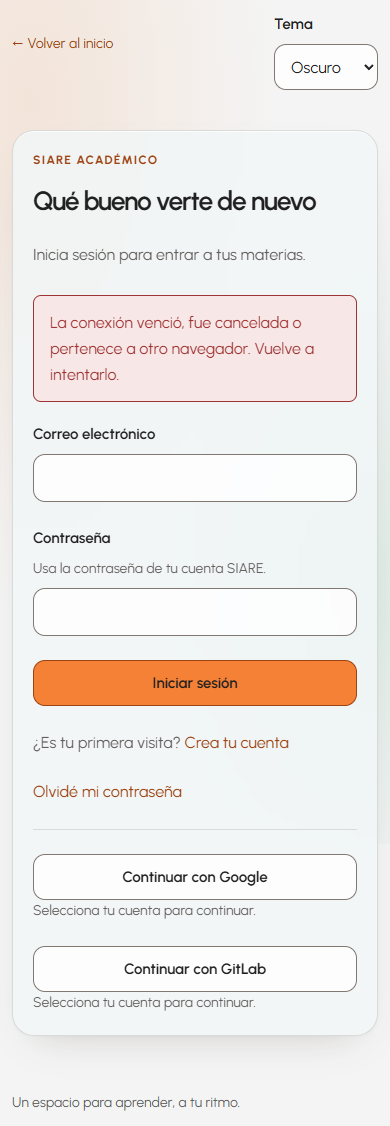 Tema
← Volver al inicio
Oscuro
SIARE ACADÉMICO
Qué bueno verte de nuevo
Inicia sesión para entrar a tus materias.
La conexión venció, fue cancelada o
pertenece a otro navegador. Vuelve a
intentarlo.
Correo electrónico
Contraseña
Usa la contraseña de tu cuenta SIARE.
Iniciar sesión
¿Es tu primera visita? Crea tu cuenta
Olvidé mi contraseña
Continuar con Google
Selecciona tu cuenta para continuar.
Continuar con GitLab
Selecciona tu cuenta para continuar.
Un espacio para aprender, a tu ritmo.